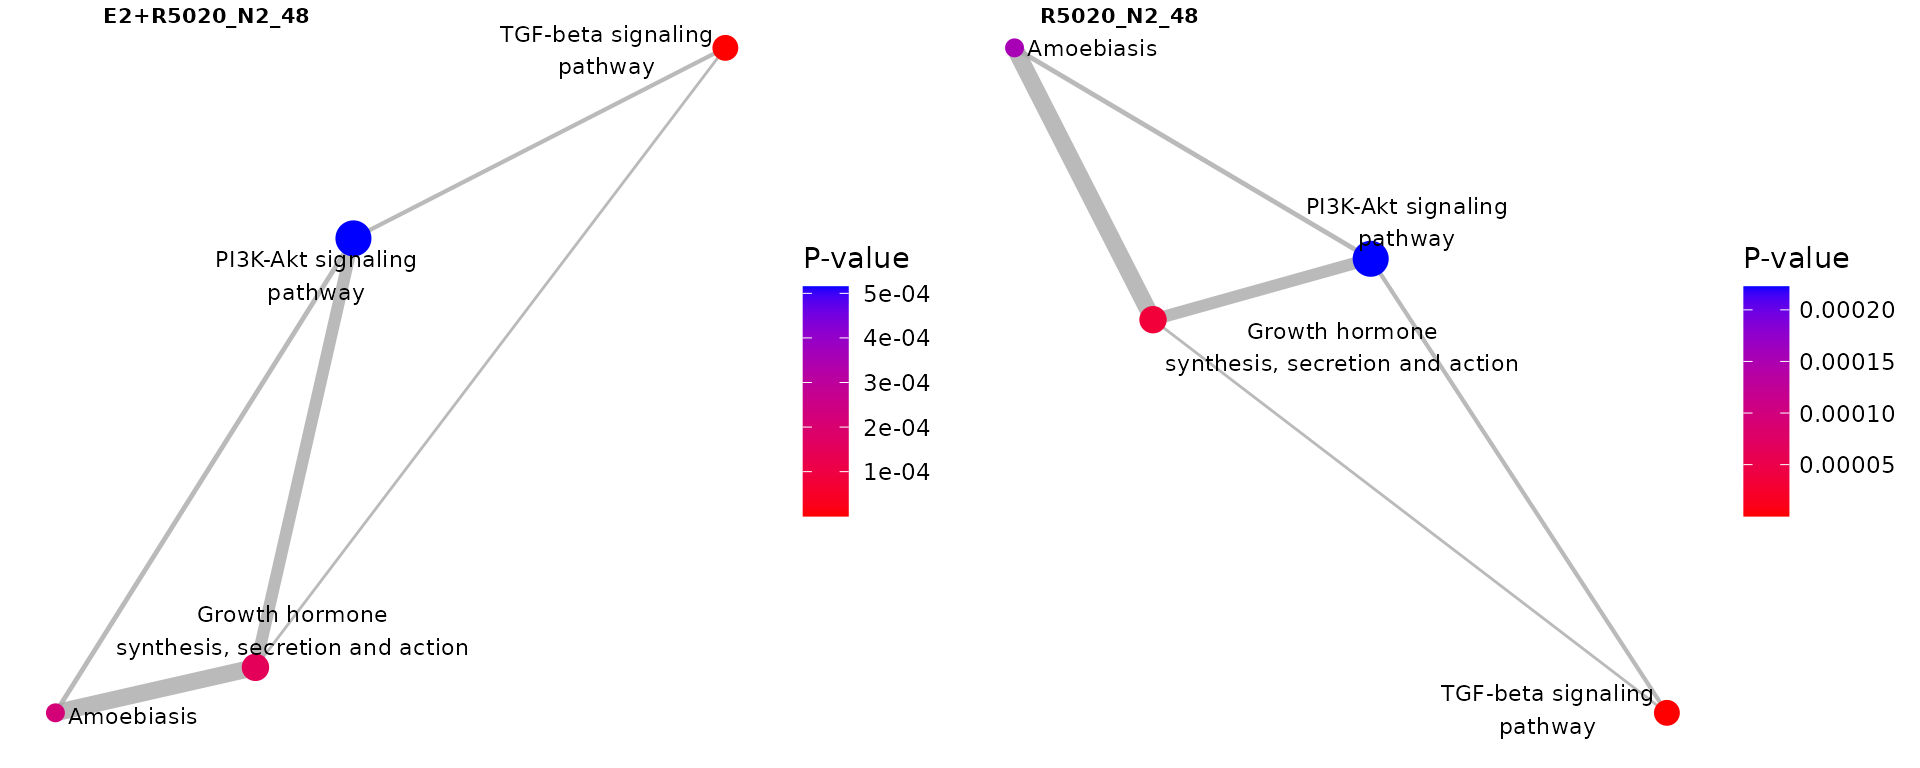 E2+R5020_N2_48
TGF-beta signaling
pathway
PI3K-Akt signaling
pathway
Growth hormone
synthesis, secretion and action
Amoebiasis
P-value
5e-04
4e-04
3e-04
2e-04
1e-04
R5020_N2_48
Amoebiasis
PI3K-Akt signaling
pathway
Growth hormone
synthesis, secretion and action
TGF-beta signaling
pathway
P-value
0.00020
0.00015
0.00010
0.00005